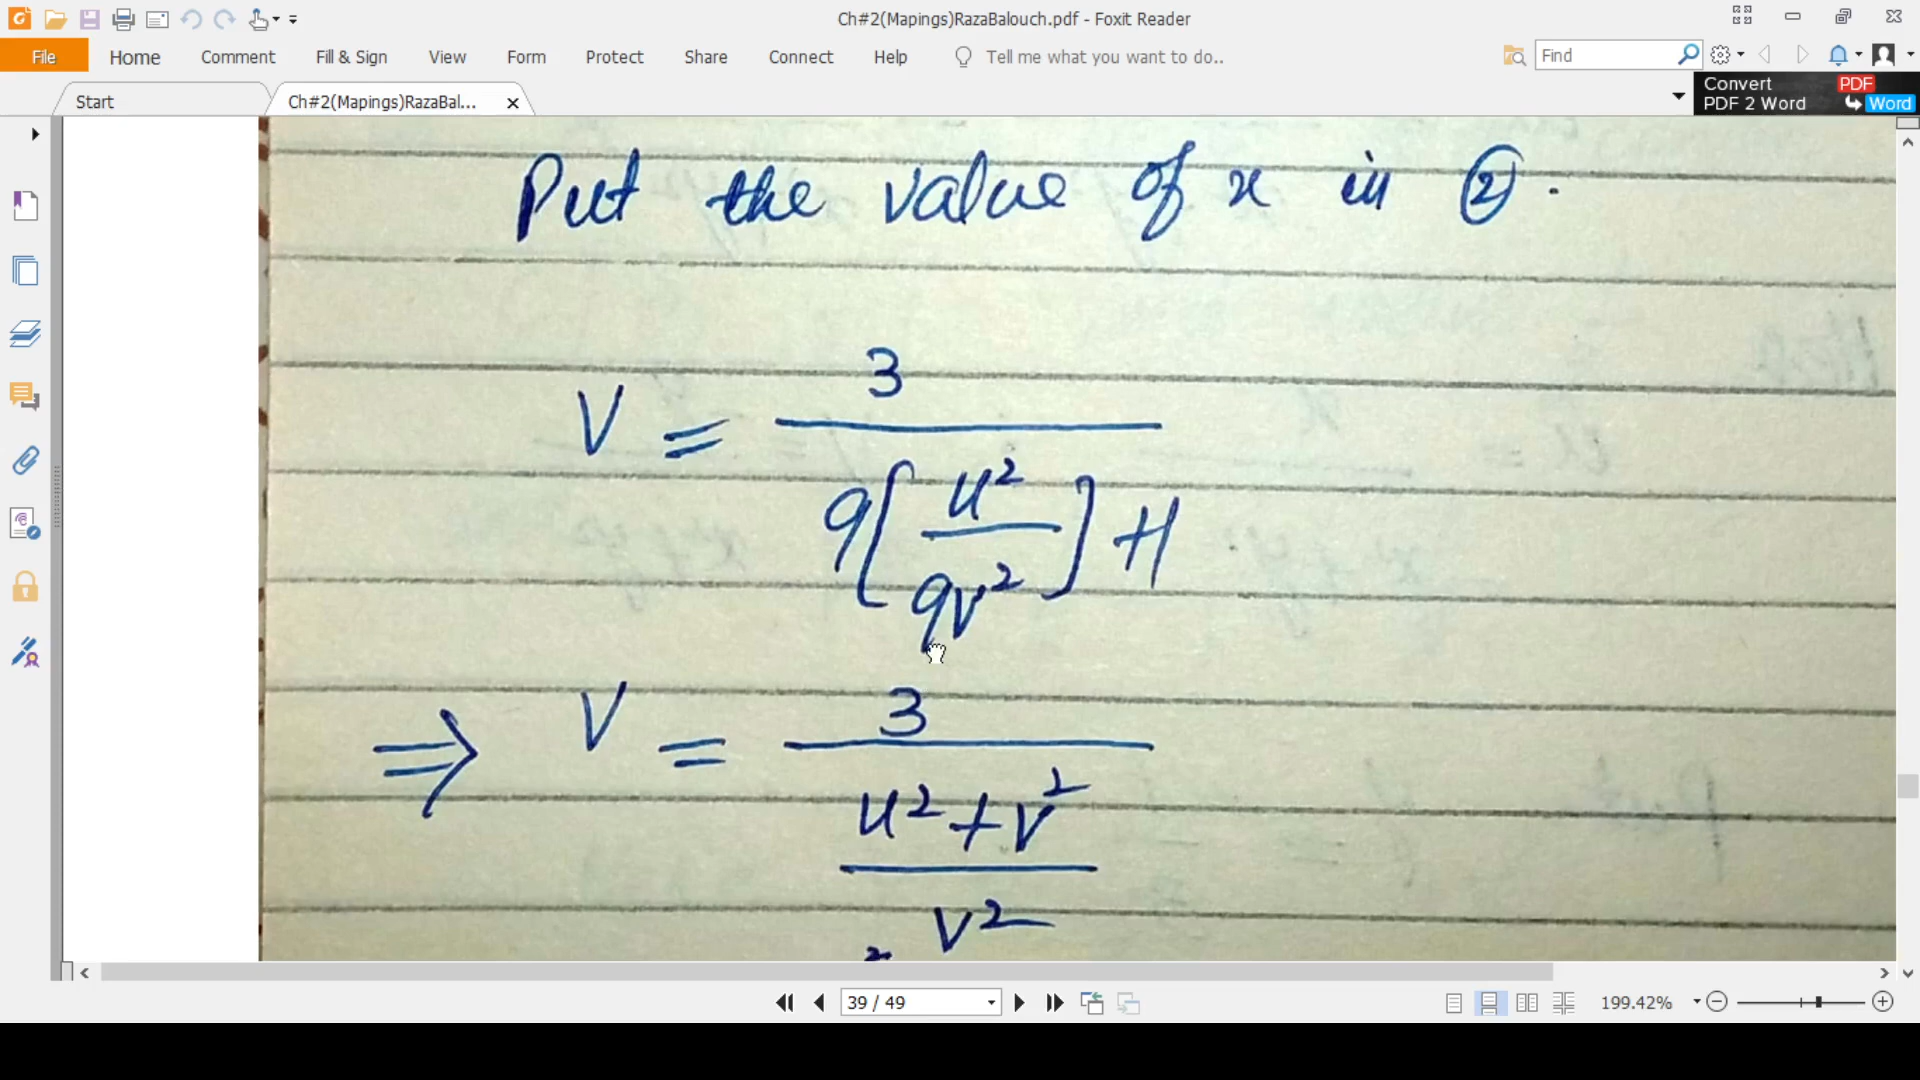 Ch#2(Mapings)RazaBalouch.pdf - Foxit Reader
File Home Comment Fill & Sign View Form Protect Share Connect Help Tell me what you want to do.. Find
Start Ch#2(Mapings)RazaBal... Convert PDF 2 Word PDF Word
Put the value of x in ②.
V = 3 / 9[u² / 9v²] +1
⇒ V = 3 / ((u² + v²) / v²)
39 / 49 199.42%